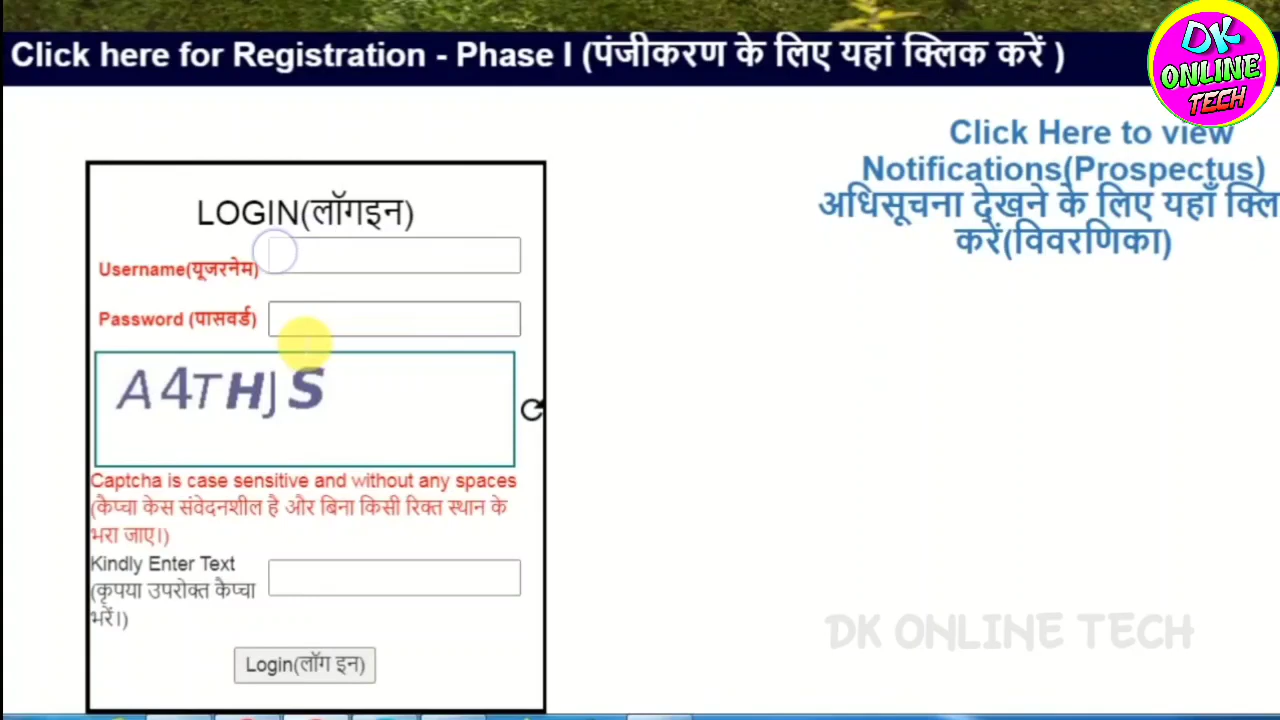 Click here for Registration - Phase I (पंजीकरण के लिए यहां क्लिक करें )
DK
ONLINE
TECH
Click Here to view
Notifications(Prospectus)
अधिसूचना देखने के लिए यहाँ क्लि
करें(विवरणिका)
LOGIN(लॉगइन)
Username(यूजरनेम)
Password (पासवर्ड)
A4THJS
Captcha is case sensitive and without any spaces
(कैप्चा केस संवेदनशील है और बिना किसी रिक्त स्थान के
भरा जाए।)
Kindly Enter Text
(कृपया उपरोक्त कैप्चा
भरें।)
Login(लॉग इन)
DK ONLINE TECH